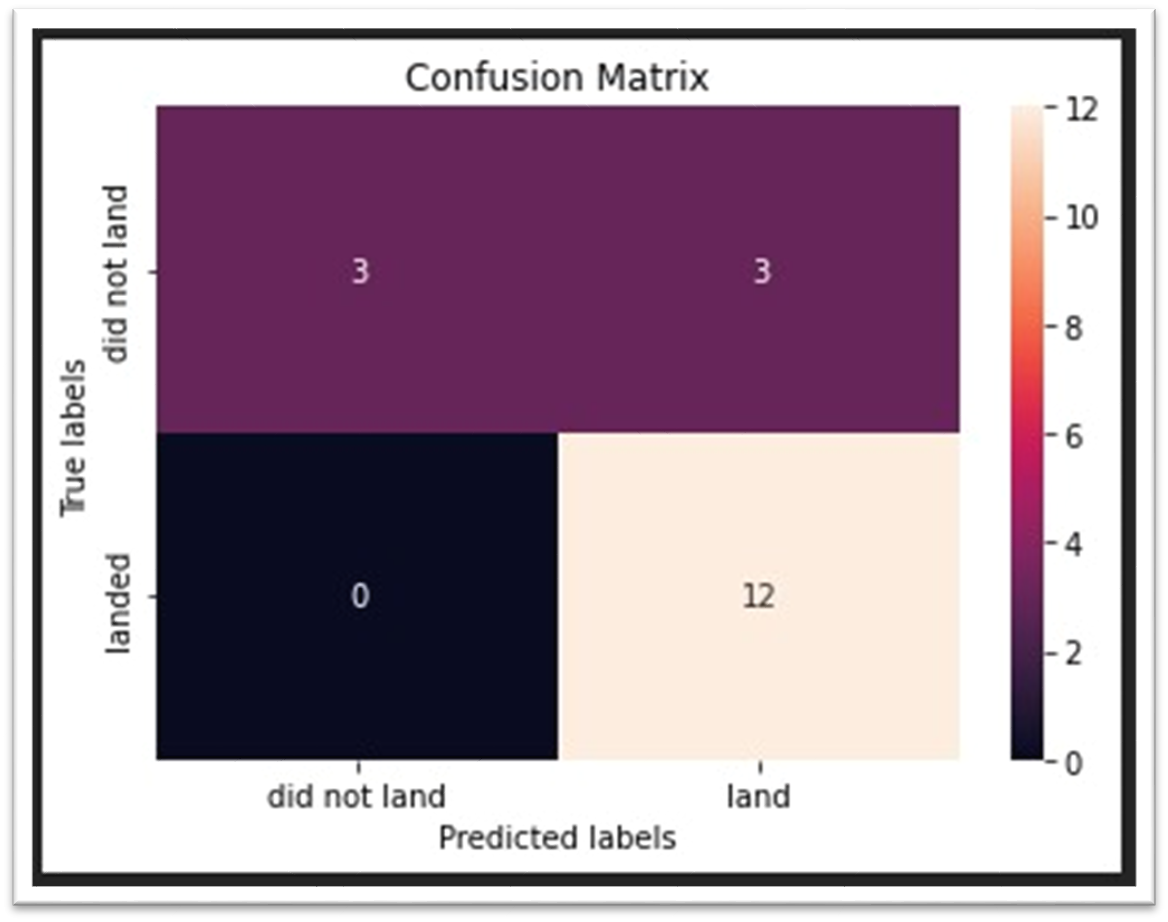 Confusion Matrix
True labels
did not land
landed
3 3
0 12
did not land land
Predicted labels
12
10
8
6
4
2
0